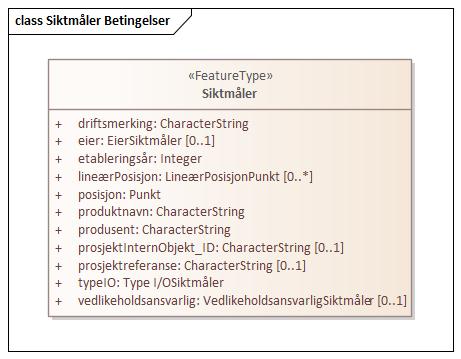 class Siktmåler Betingelser
«FeatureType»
Siktmåler
+ driftsmerking: CharacterString
+ eier: EierSiktmåler [0..1]
+ etableringsår: Integer
+ lineærPosisjon: LineærPosisjonPunkt [0..*]
+ posisjon: Punkt
+ produktnavn: CharacterString
+ produsent: CharacterString
+ prosjektInternObjekt_ID: CharacterString [0..1]
+ prosjektreferanse: CharacterString [0..1]
+ typeIO: Type I/OSiktmåler
+ vedlikeholdsansvarlig: VedlikeholdsansvarligSiktmåler [0..1]